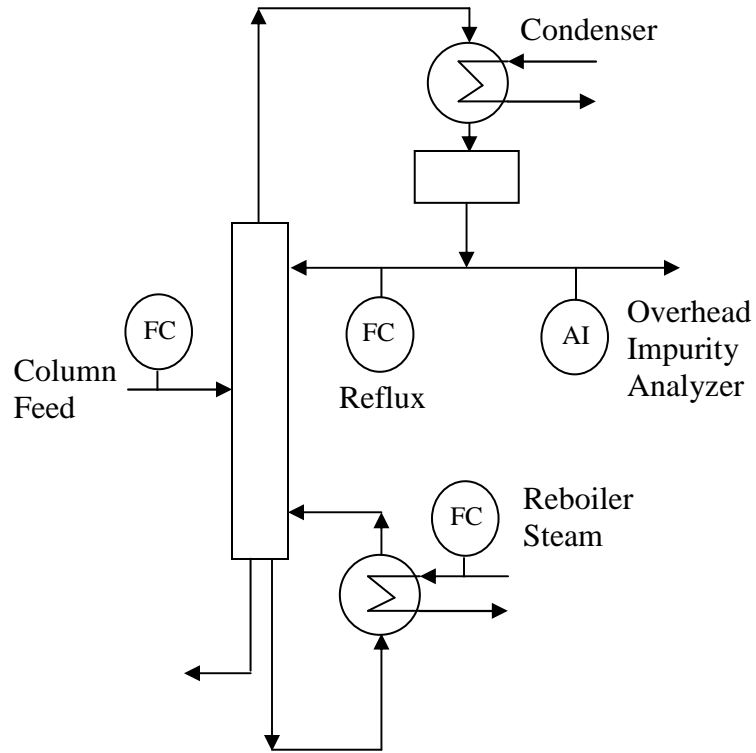 Condenser
FC
FC
AI
Overhead
Impurity
Analyzer
Column
Feed
Reflux
FC
Reboiler
Steam